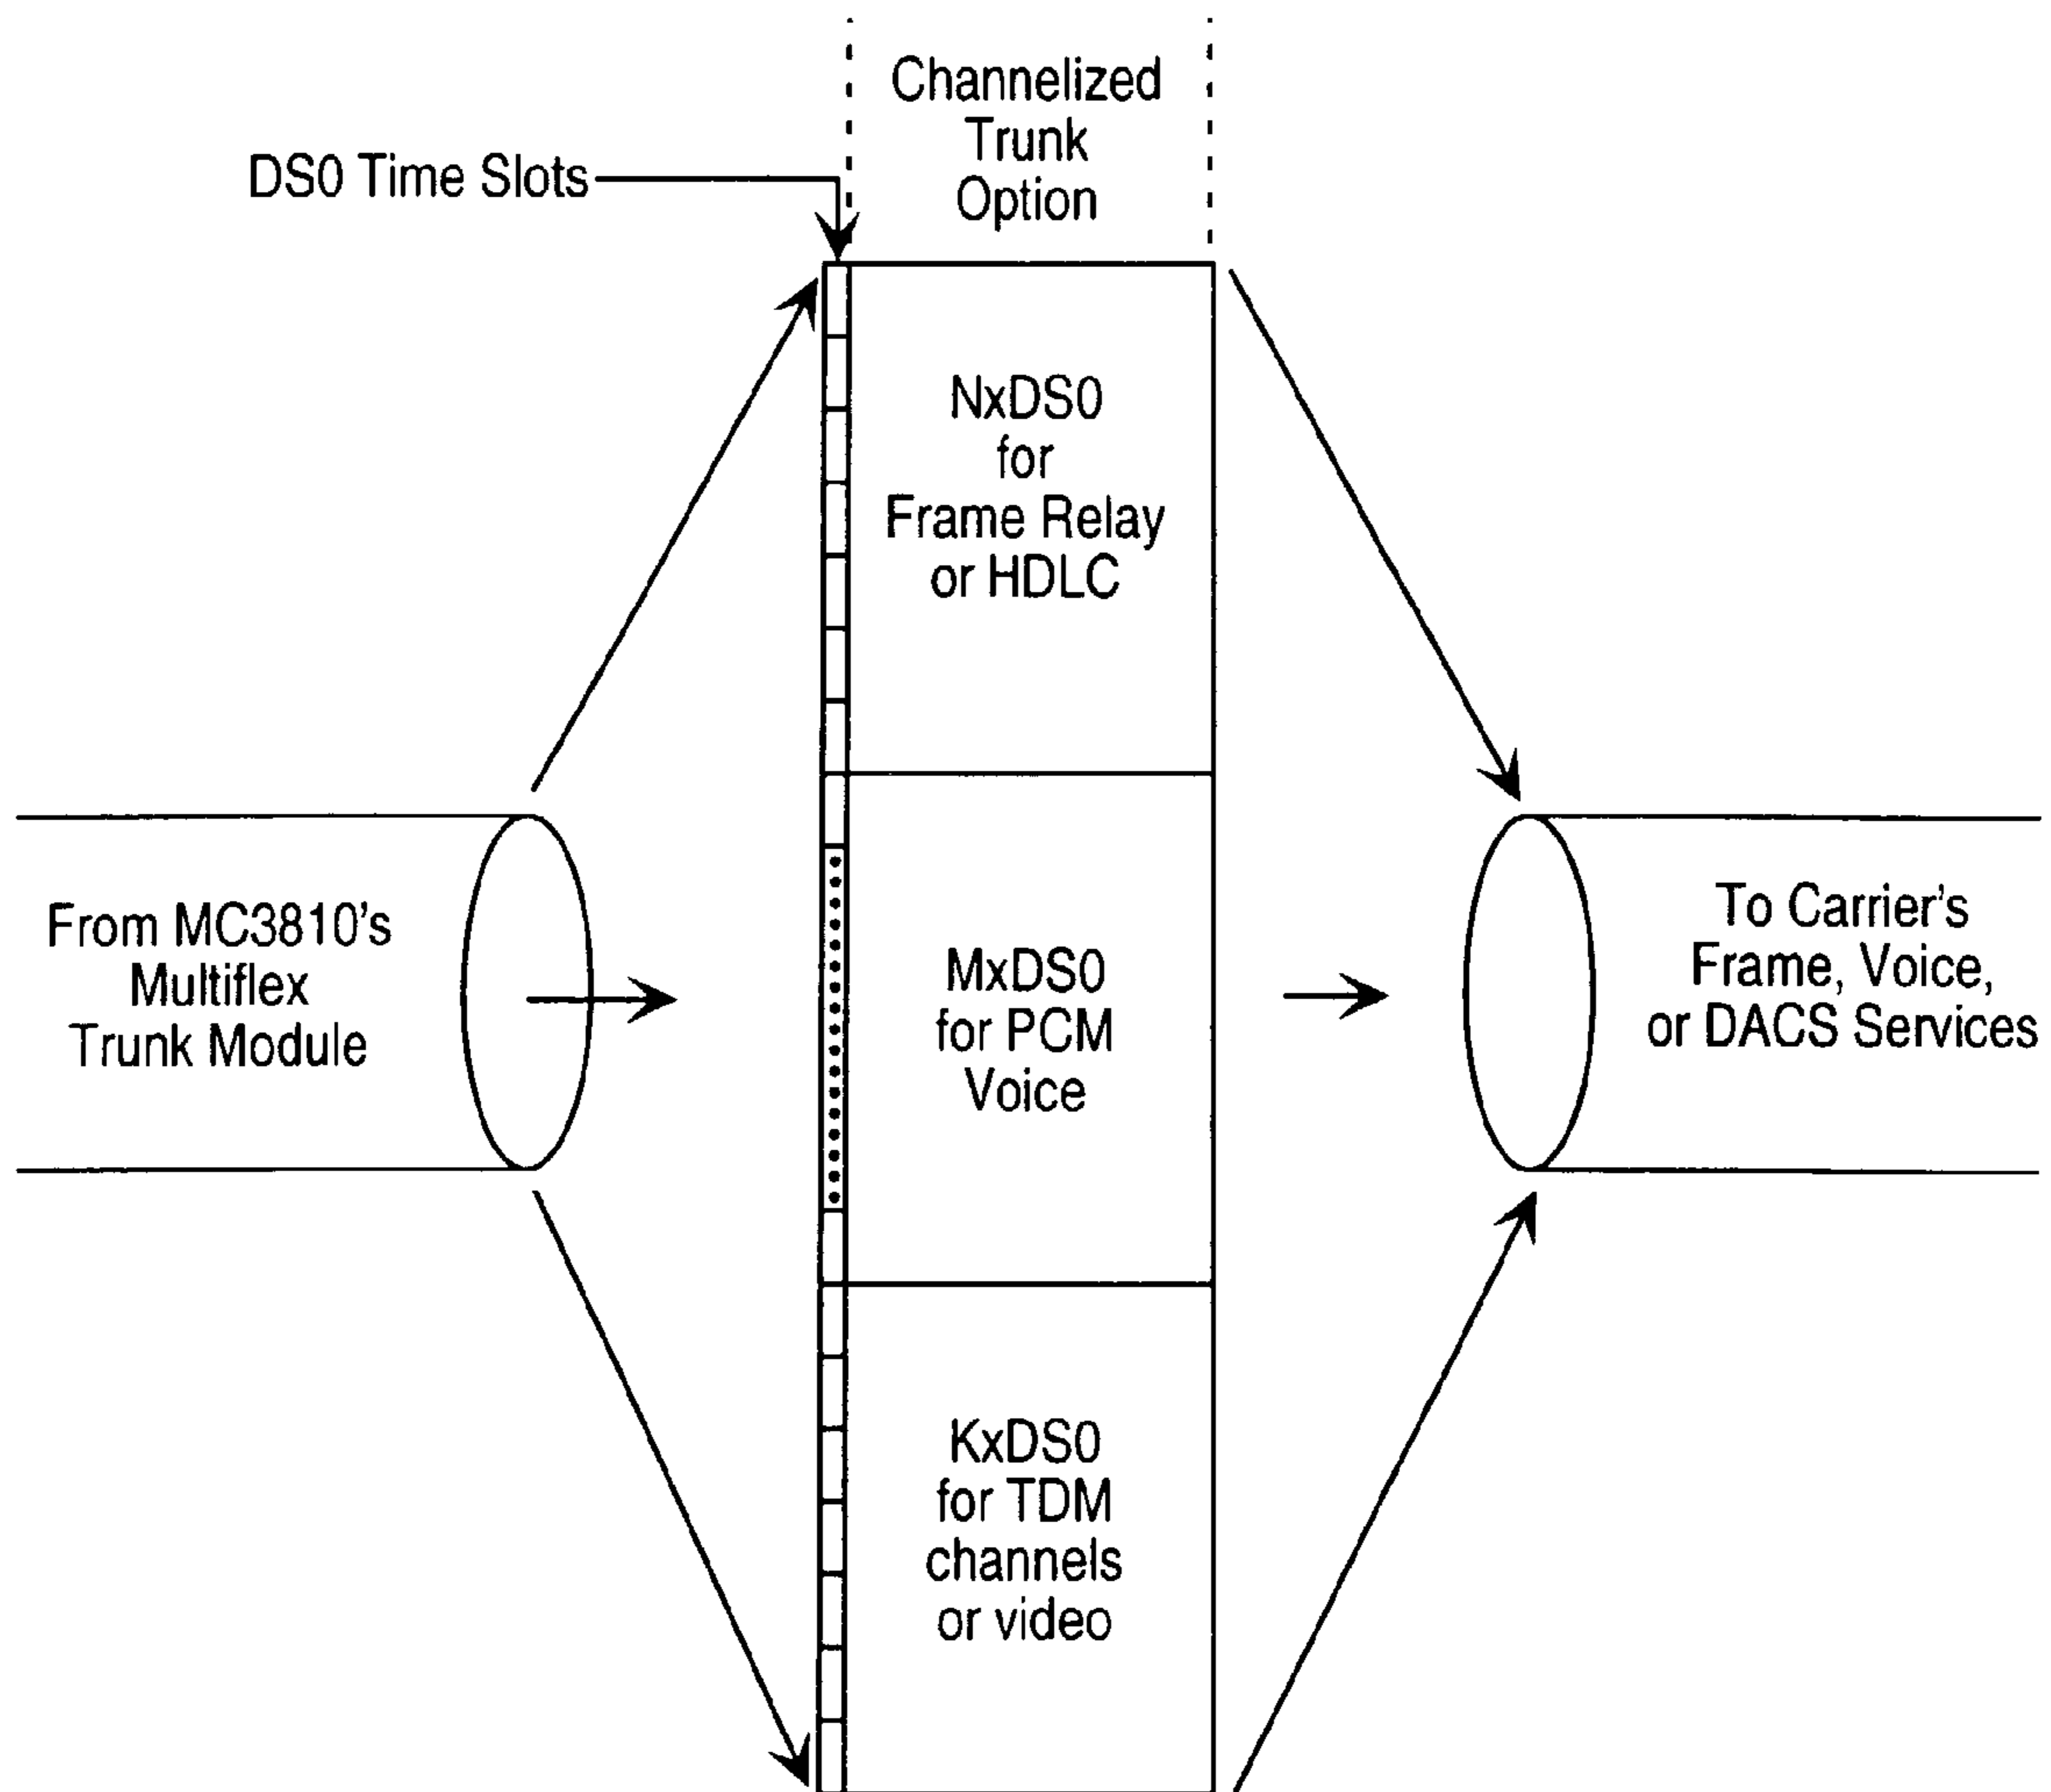 Channelized
Trunk
Option
DS0 Time Slots
NxDS0
for
Frame Relay
or HDLC
From MC3810's
Multiflex
Trunk Module
MxDS0
for PCM
Voice
To Carrier's
Frame, Voice,
or DACS Services
KxDS0
for TDM
channels
or video